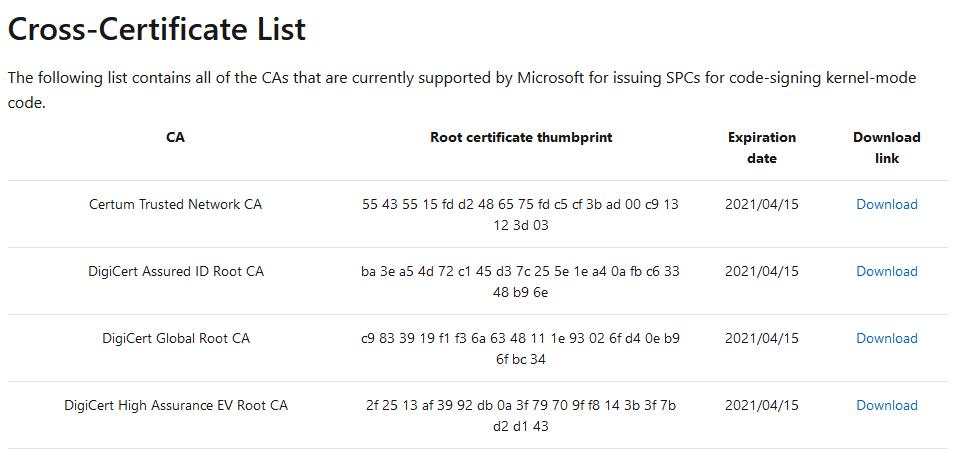 Cross-Certificate List
The following list contains all of the CAs that are currently supported by Microsoft for issuing SPCs for code-signing kernel-mode
code.
CA Root certificate thumbprint Expiration date Download link
Certum Trusted Network CA 55 43 55 15 fd d2 48 65 75 fd c5 cf 3b ad 00 c9 13 2021/04/15 Download
12 3d 03
DigiCert Assured ID Root CA ba 3e a5 4d 72 c1 45 d3 7c 25 5e 1e a4 0a fb c6 33 2021/04/15 Download
48 b9 6e
DigiCert Global Root CA c9 83 39 19 f1 f3 6a 63 48 11 1e 93 02 6f d4 0e b9 2021/04/15 Download
6f bc 34
DigiCert High Assurance EV Root CA 2f 25 13 af 39 92 db 0a 3f 79 70 9f f8 14 3b 3f 7b 2021/04/15 Download
d2 d1 43